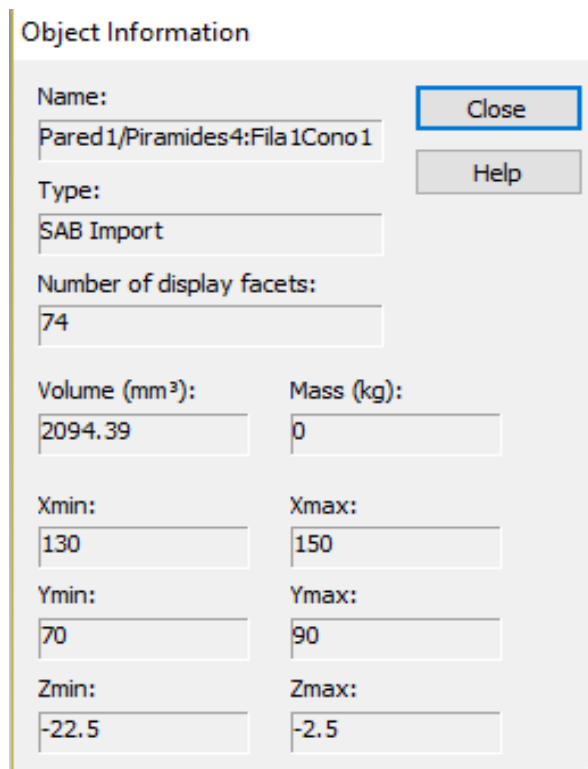 Object Information
Name:
Close
Pared1/Piramides4:Fila1Cono1
Help
Type:
SAB Import
Number of display facets:
74
Volume (mm³):
Mass (kg):
2094.39
0
Xmin:
Xmax:
130
150
Ymin:
Ymax:
70
90
Zmin:
Zmax:
-22.5
-2.5